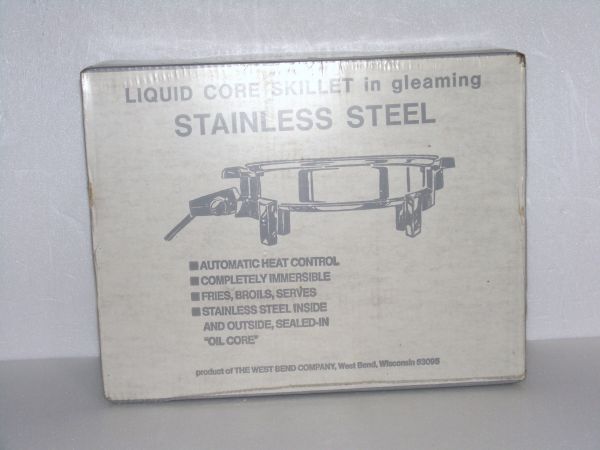 LIQUID CORE SKILLET in gleaming
STAINLESS STEEL
■ AUTOMATIC HEAT CONTROL
■ COMPLETELY IMMERSIBLE
■ FRIES, BROILS, SERVES
■ STAINLESS STEEL INSIDE
AND OUTSIDE, SEALED-IN
"OIL CORE"
product of THE WEST BEND COMPANY, West Bend, Wisconsin 53095